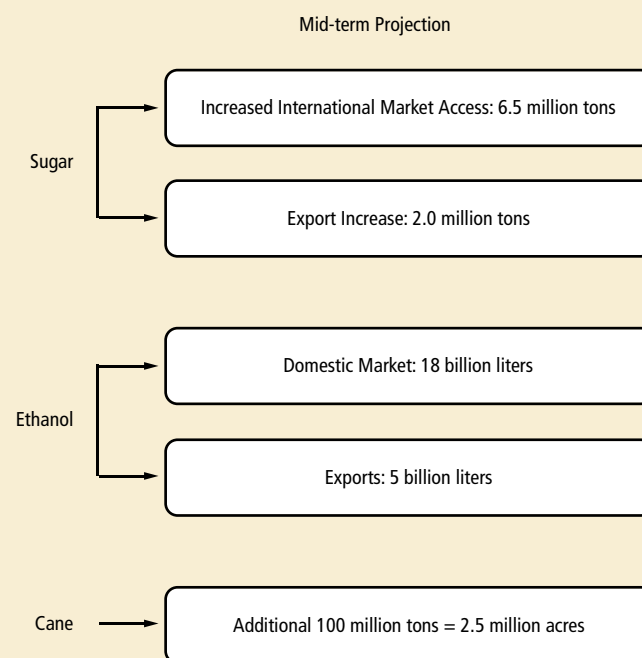 Mid-term Projection
Increased International Market Access: 6.5 million tons
Sugar
Export Increase: 2.0 million tons
Domestic Market: 18 billion liters
Ethanol
Exports: 5 billion liters
Cane
Additional 100 million tons = 2.5 million acres